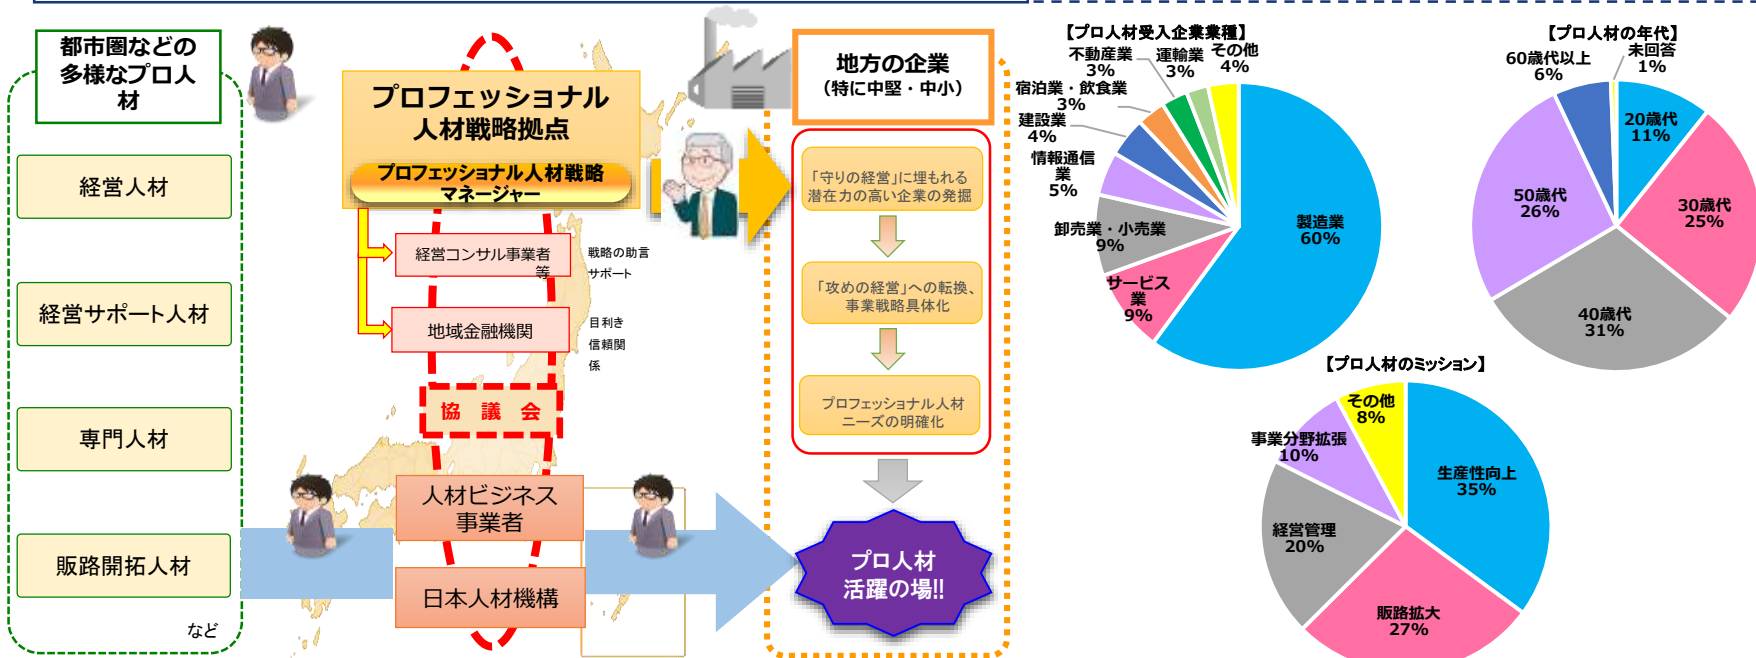 都市圏などの
多様なプロ人
材
経営人材
経営サポート人材
専門人材
販路開拓人材
など
プロフェッショナル
人材戦略拠点
プロフェッショナル人材戦略
マネージャー
経営コンサル事業者
等
戦略の助言
サポート
地域金融機関
目利き
信頼関
係
協 議 会
人材ビジネス
事業者
日本人材機構
地方の企業
(特に中堅・中小)
「守りの経営」に埋もれる
潜在力の高い企業の発掘
「攻めの経営」への転換、
事業戦略具体化
プロフェッショナル人材
ニーズの明確化
プロ人材
活躍の場!!
【プロ人材受入企業業種】
製造業
60%
サービス
業
9%
卸売業・小売業
9%
情報通信
業
5%
建設業
4%
宿泊業・飲食業
3%
不動産業
3%
運輸業
3%
その他
4%
【プロ人材の年代】
20歳代
11%
30歳代
25%
40歳代
31%
50歳代
26%
60歳代以上
6%
未回答
1%
【プロ人材のミッション】
生産性向上
35%
販路拡大
27%
経営管理
20%
事業分野拡張
10%
その他
8%